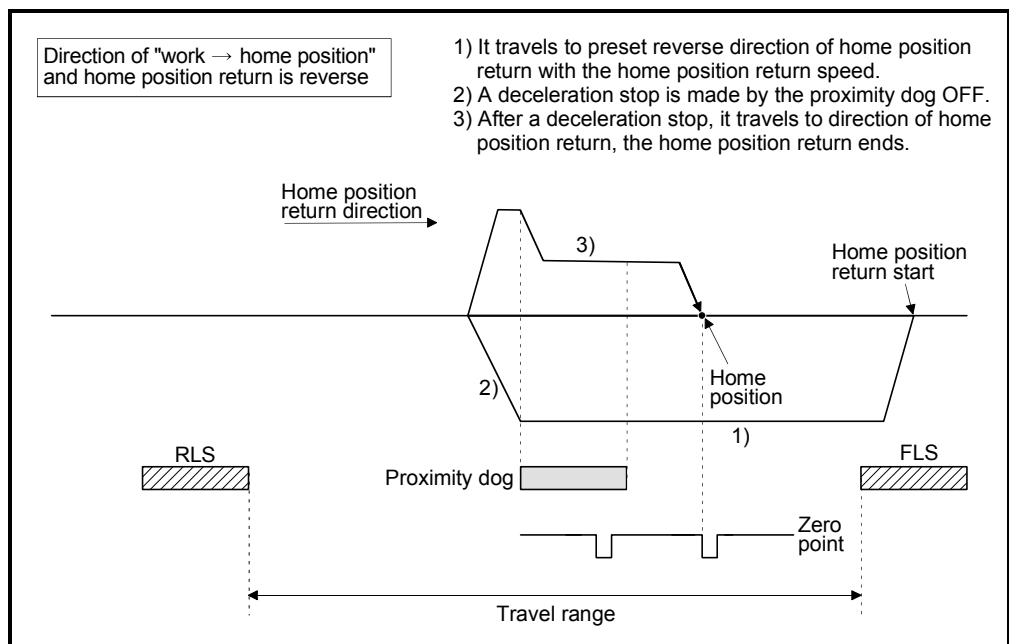 Direction of "work → home position"
and home position return is reverse
1) It travels to preset reverse direction of home position
return with the home position return speed.
2) A deceleration stop is made by the proximity dog OFF.
3) After a deceleration stop, it travels to direction of home
position return, the home position return ends.
Home position
return direction
3)
Home position
return start
2)
Home
position
1)
RLS
FLS
Proximity dog
Zero
point
Travel range